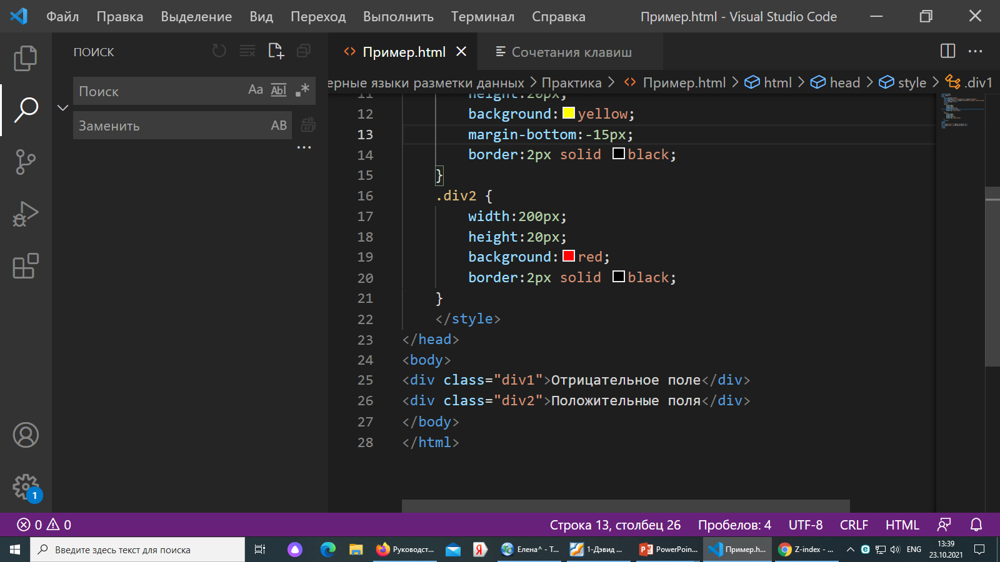 Файл Правка Выделение Вид Переход Выполнить Терминал Справка Пример.html - Visual Studio Code
ПОИСК
Пример.html
Сочетания клавиш
ерные языки разметки данных > Практика > Пример.html > html > head > style > .div1
Поиск Aa Abl .*
Заменить AB
11 height:20px;
12 background: yellow;
13 margin-bottom:-15px;
14 border:2px solid black;
15 }
16 .div2 {
17 width:200px;
18 height:20px;
19 background: red;
20 border:2px solid black;
21 }
22 </style>
23 </head>
24 <body>
25 <div class="div1">Отрицательное поле</div>
26 <div class="div2">Положительные поля</div>
27 </body>
28 </html>
1
0 0 Строка 13, столбец 26 Пробелов: 4 UTF-8 CRLF HTML
Введите здесь текст для поиска
Руководст...
Я
Елена^ - Т...
1-Дэвид ...
PowerPoin...
Пример.h...
Z-index - ...
ENG
13:39
23.10.2021